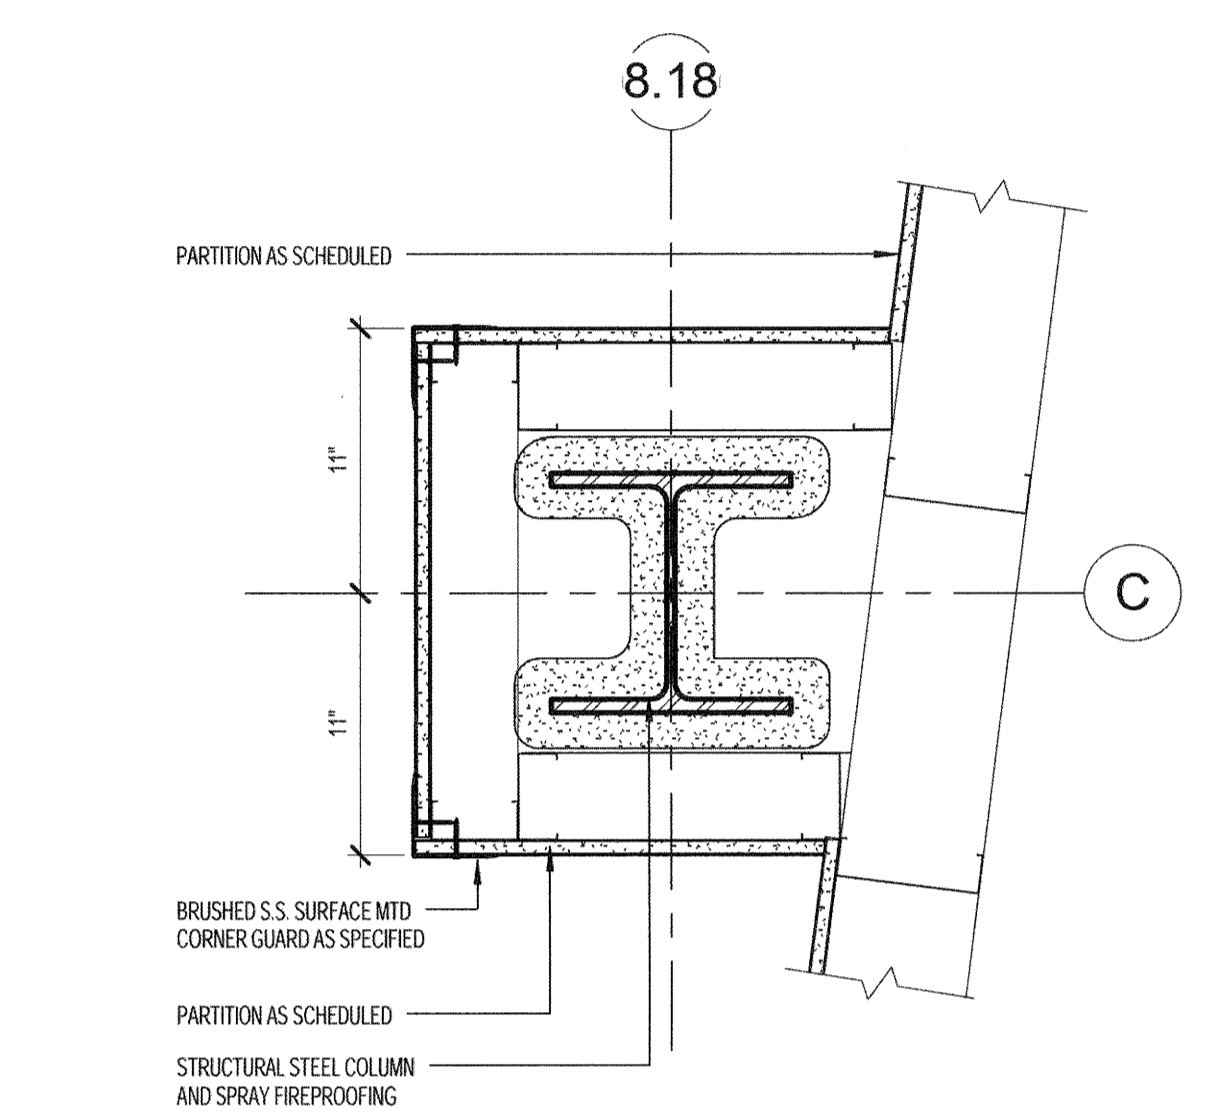 8.18
PARTITION AS SCHEDULED
11"
C
11"
BRUSHED S.S. SURFACE MTD
CORNER GUARD AS SPECIFIED
PARTITION AS SCHEDULED
STRUCTURAL STEEL COLUMN
AND SPRAY FIREPROOFING